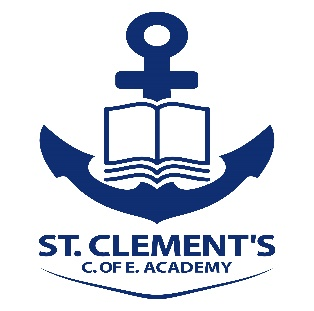 ST. CLEMENT'S
C. OF E. ACADEMY